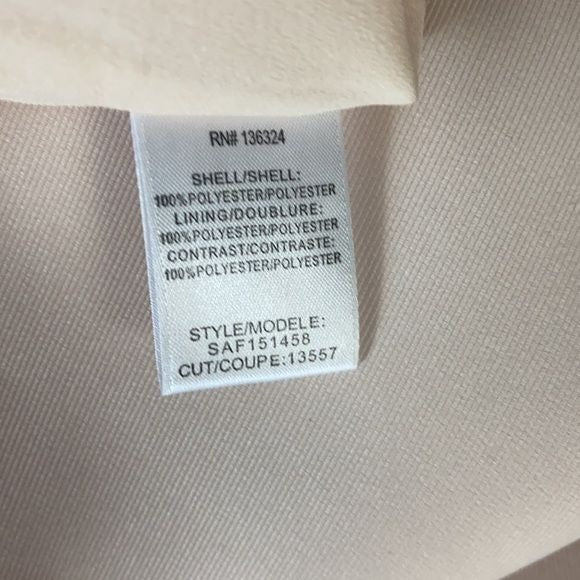 RN# 136324
SHELL/SHELL:
100%POLYESTER/POLYESTER
LINING/DOUBLURE:
100%POLYESTER/POLYESTER
CONTRAST/CONTRASTE:
100%POLYESTER/POLYESTER
STYLE/MODELE:
SAF151458
CUT/COUPE:13557